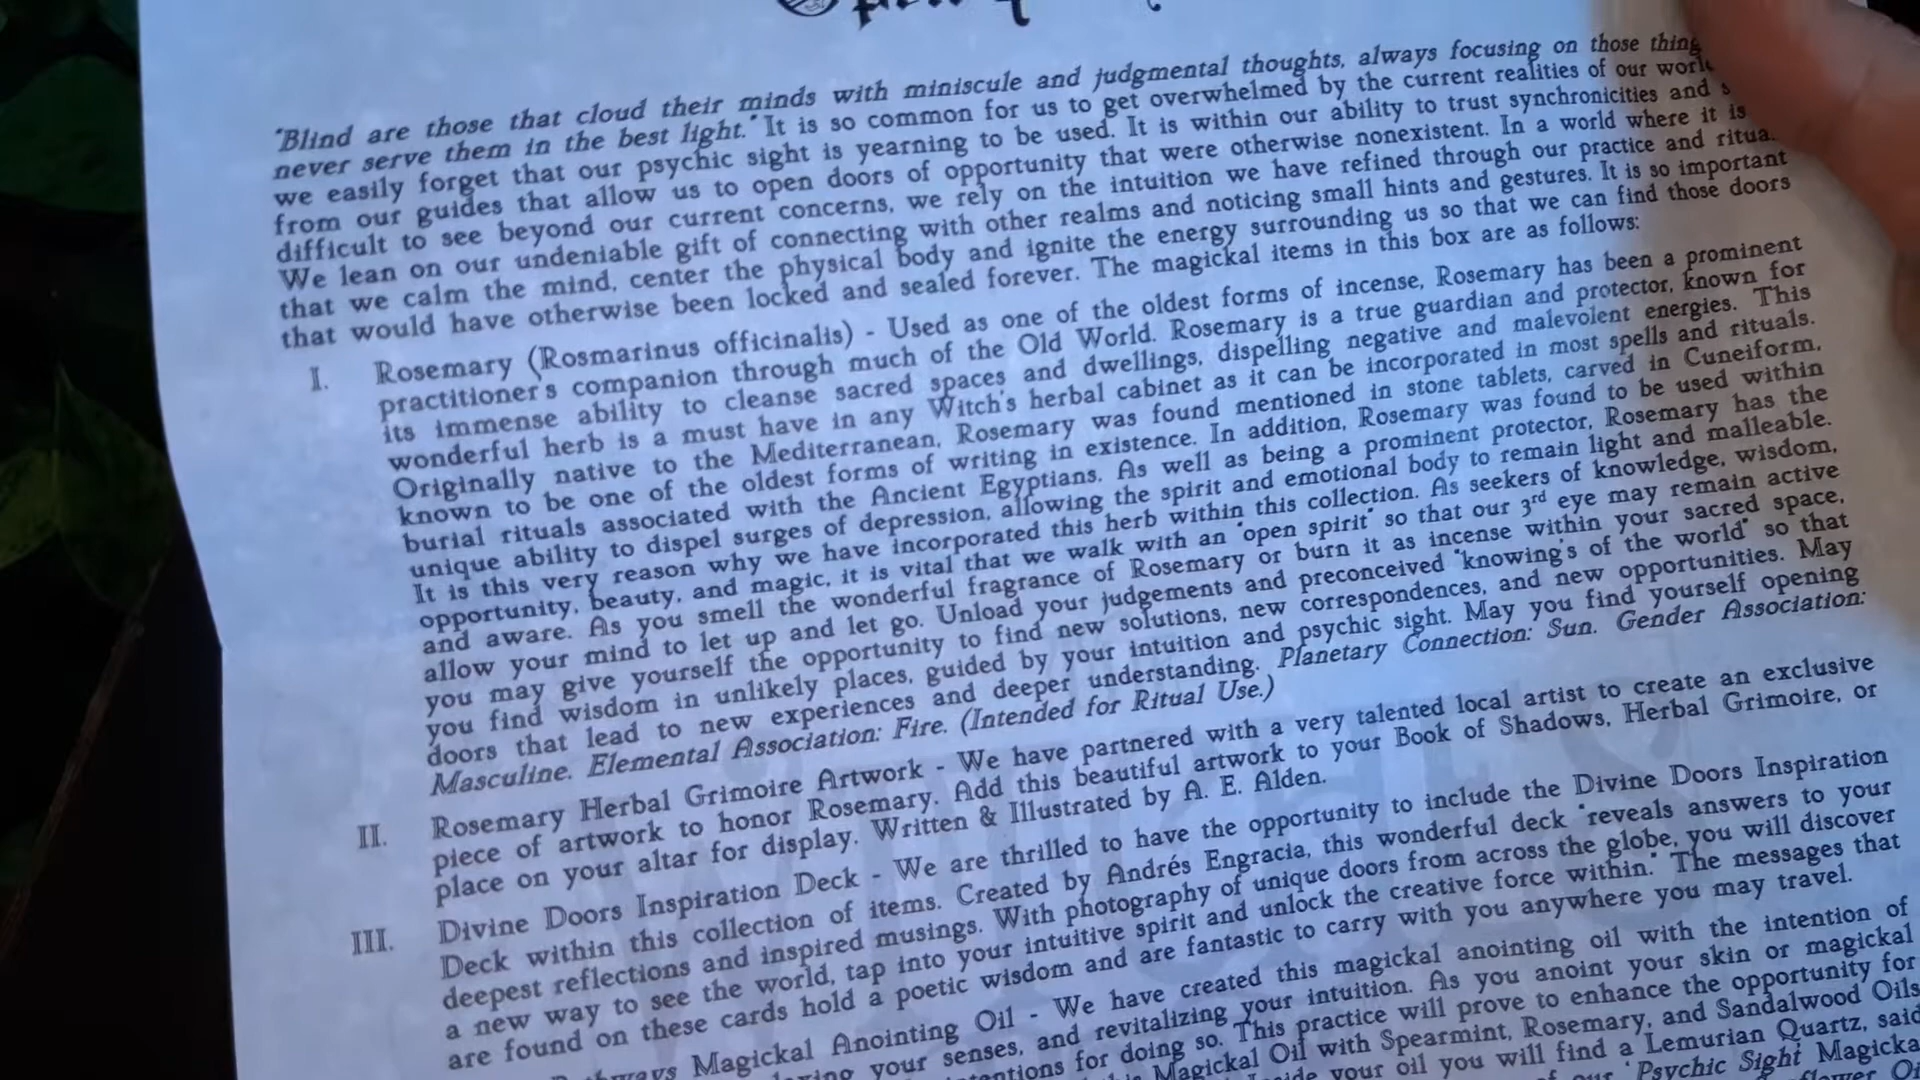 "Blind are those that cloud their minds with miniscule and judgmental thoughts, always focusing on those
never serve them in the best light." It is so common for us to get overwhelmed by the current realities of our
we easily forget that our psychic sight is yearning to be used. It is within our ability to trust synchronicities and
from our guides that allow us to open doors of opportunity that were otherwise nonexistent. In a world where it is
difficult to see beyond our current concerns, we rely on the intuition we have refined through our practice and
We lean on our undeniable gift of connecting with other realms and noticing small hints and gestures. It is so important
that we calm the mind, center the physical body and ignite the energy surrounding us so that we can find those doors
that would have otherwise been locked and sealed forever. The magickal items in this box are as follows:
I. Rosemary (Rosmarinus officinalis) - Used as one of the oldest forms of incense, Rosemary has been a prominent
practitioner's companion through much of the Old World. Rosemary is a true guardian and protector, known for
its immense ability to cleanse sacred spaces and dwellings, dispelling negative and malevolent energies. This
wonderful herb is a must have in any Witch's herbal cabinet as it can be incorporated in most spells and rituals.
Originally native to the Mediterranean, Rosemary was found mentioned in stone tablets, carved in Cuneiform,
known to be one of the oldest forms of writing in existence. In addition, Rosemary was found to be used within
burial rituals associated with the Ancient Egyptians. As well as being a prominent protector, Rosemary has the
unique ability to dispel surges of depression, allowing the spirit and emotional body to remain light and malleable.
It is this very reason why we have incorporated this herb within this collection. As seekers of knowledge, wisdom,
opportunity, beauty, and magic, it is vital that we walk with an "open spirit" so that our 3rd eye may remain active
and aware. As you smell the wonderful fragrance of Rosemary or burn it as incense within your sacred space,
allow your mind to let up and let go. Unload your judgements and preconceived "knowing's of the world" so that
you may give yourself the opportunity to find new solutions, new correspondences, and new opportunities. May
you find wisdom in unlikely places, guided by your intuition and psychic sight. May you find yourself opening
doors that lead to new experiences and deeper understanding. Planetary Connection: Sun. Gender Association:
Masculine. Elemental Association: Fire. (Intended for Ritual Use.)
II. Rosemary Herbal Grimoire Artwork - We have partnered with a very talented local artist to create an exclusive
piece of artwork to honor Rosemary. Add this beautiful artwork to your Book of Shadows, Herbal Grimoire, or
place on your altar for display. Written & Illustrated by A. E. Alden.
III. Divine Doors Inspiration Deck - We are thrilled to have the opportunity to include the Divine Doors Inspiration
Deck within this collection of items. Created by Andrés Engracia, this wonderful deck "reveals answers to your
deepest reflections and inspired musings. With photography of unique doors from across the globe, you will discover
a new way to see the world, tap into your intuitive spirit and unlock the creative force within." The messages that
are found on these cards hold a poetic wisdom and are fantastic to carry with you anywhere you may travel.
Magickal Anointing Oil - We have created this magickal anointing oil with the intention of
your senses, and revitalizing your intuition. As you anoint your skin or magickal
for doing so. This practice will prove to enhance the opportunity for
Magickal Oil with Spearmint, Rosemary, and Sandalwood Oils
your oil you will find a Lemurian Quartz, said
"Psychic Sight